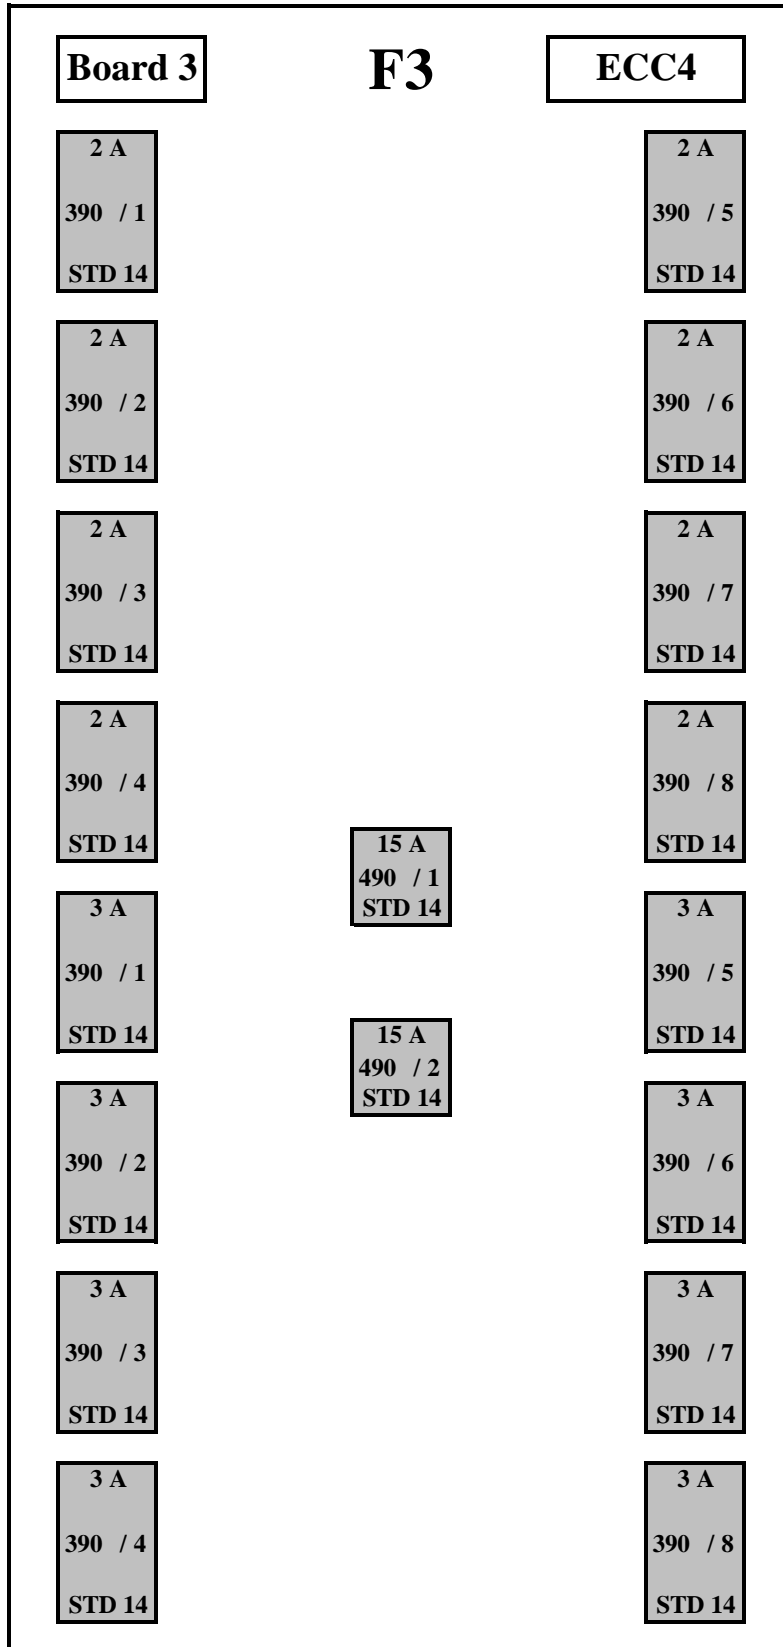 Board 3 F3 ECC4
2 A 2 A
390 / 1 390 / 5
STD 14 STD 14
2 A 2 A
390 / 2 390 / 6
STD 14 STD 14
2 A 2 A
390 / 3 390 / 7
STD 14 STD 14
2 A 2 A
390 / 4 390 / 8
STD 14 STD 14
15 A
490 / 1
STD 14
3 A 3 A
390 / 1 390 / 5
STD 14 STD 14
15 A
490 / 2
STD 14
3 A 3 A
390 / 2 390 / 6
STD 14 STD 14
3 A 3 A
390 / 3 390 / 7
STD 14 STD 14
3 A 3 A
390 / 4 390 / 8
STD 14 STD 14